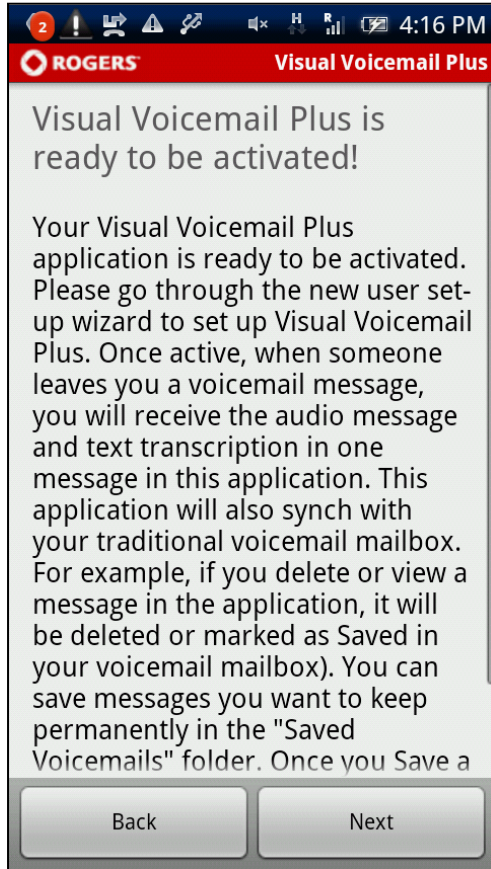 2 H R 4:16 PM
ROGERS Visual Voicemail Plus
Visual Voicemail Plus is
ready to be activated!
Your Visual Voicemail Plus
application is ready to be activated.
Please go through the new user set-
up wizard to set up Visual Voicemail
Plus. Once active, when someone
leaves you a voicemail message,
you will receive the audio message
and text transcription in one
message in this application. This
application will also synch with
your traditional voicemail mailbox.
For example, if you delete or view a
message in the application, it will
be deleted or marked as Saved in
your voicemail mailbox). You can
save messages you want to keep
permanently in the "Saved
Voicemails" folder. Once you Save a
Back Next